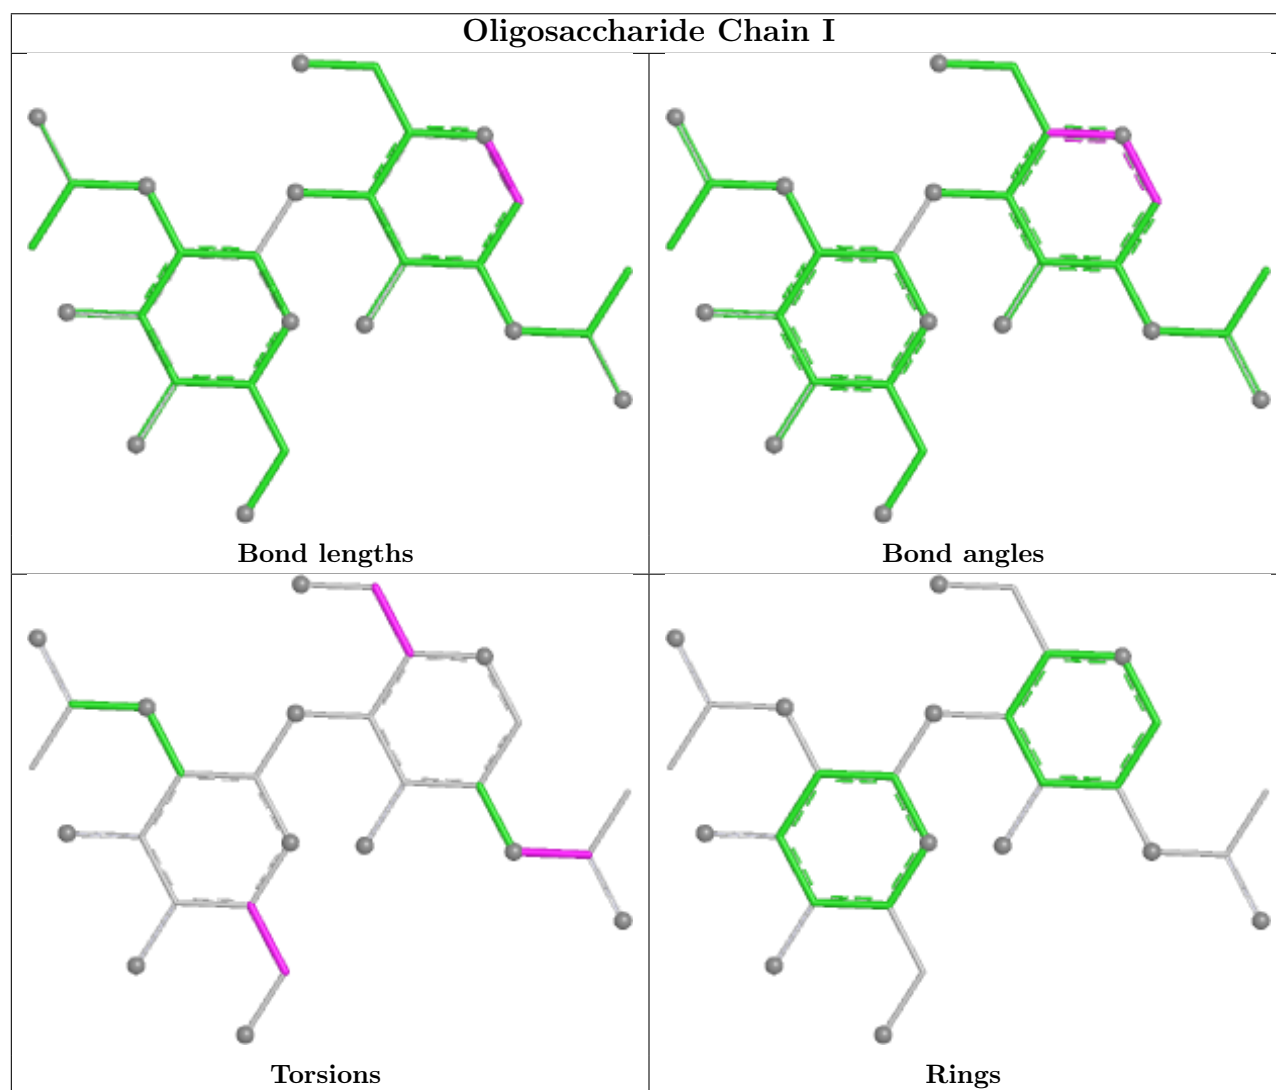 Oligosaccharide Chain I
Bond lengths
Bond angles
Torsions
Rings